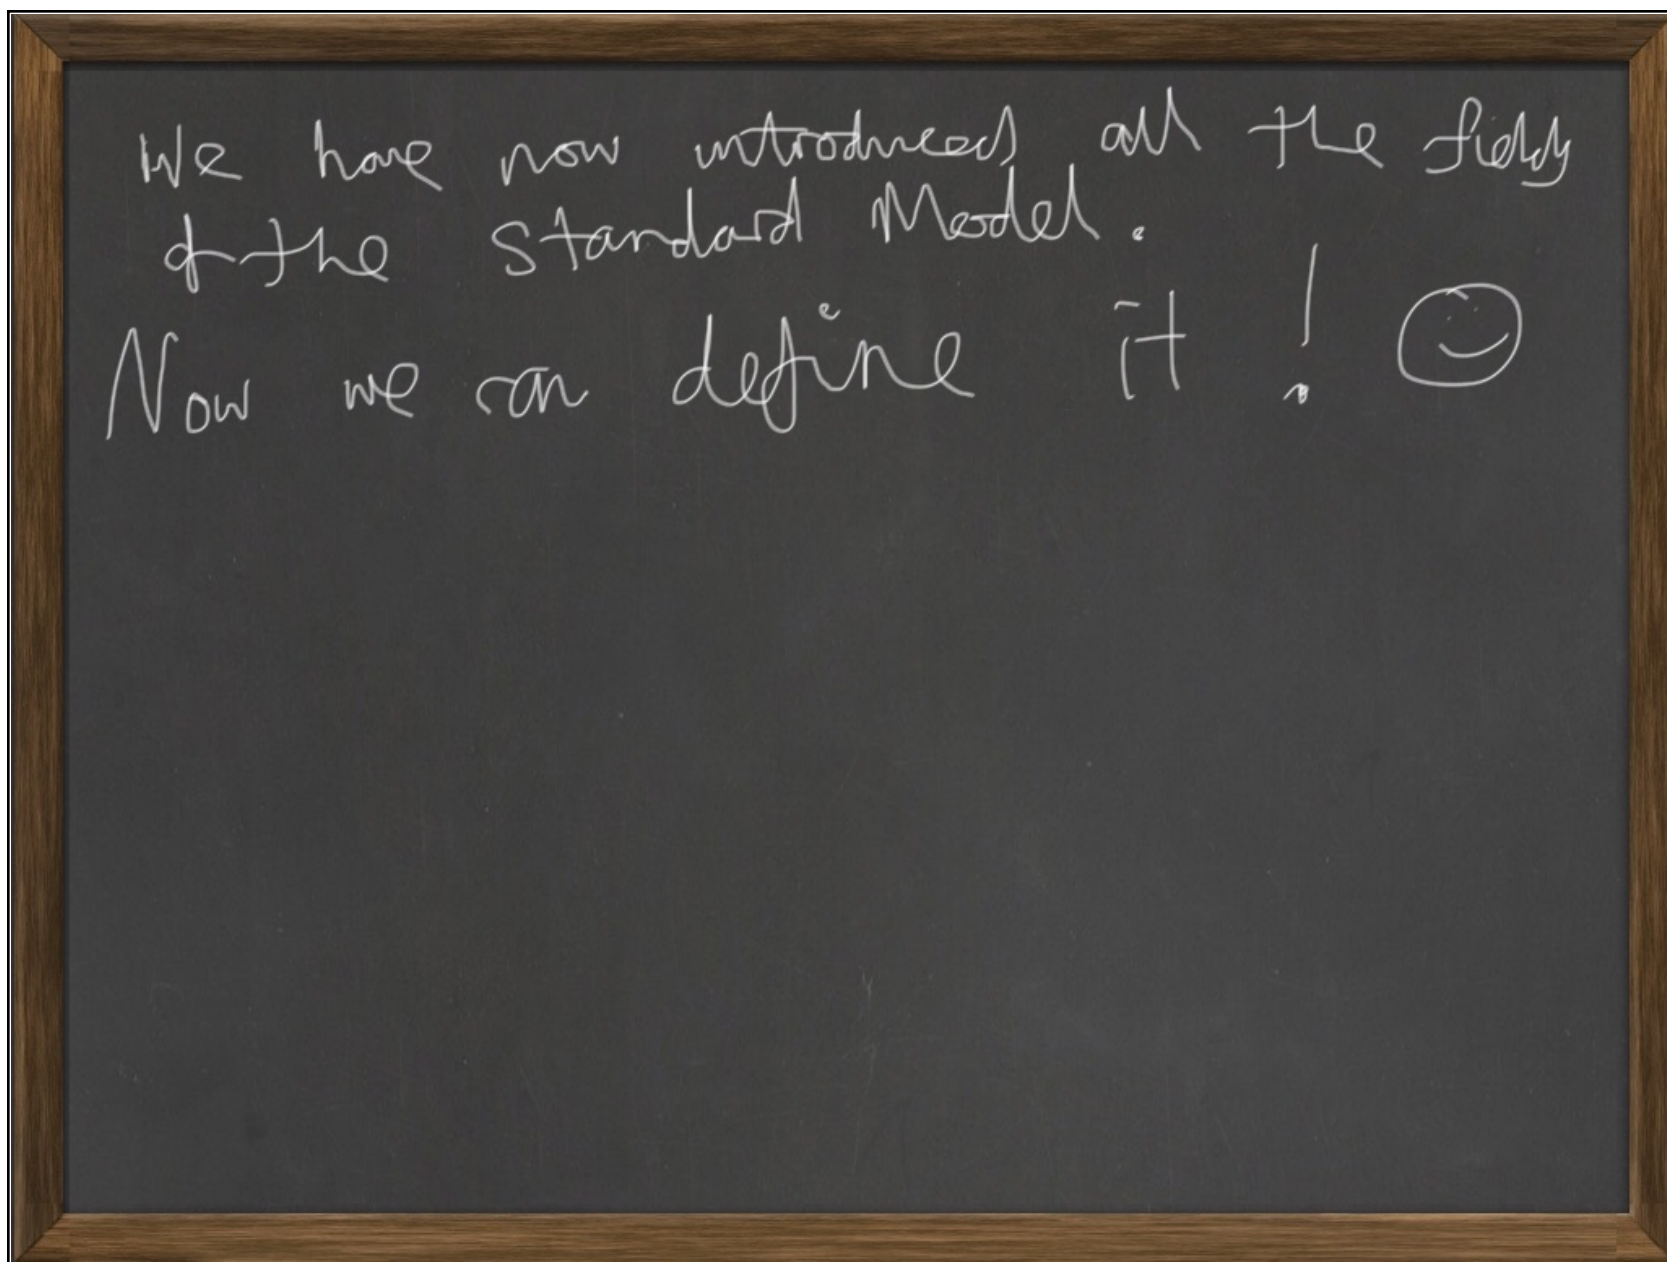 We have now introduced all the fields
of the Standard Model.
Now we can define it!